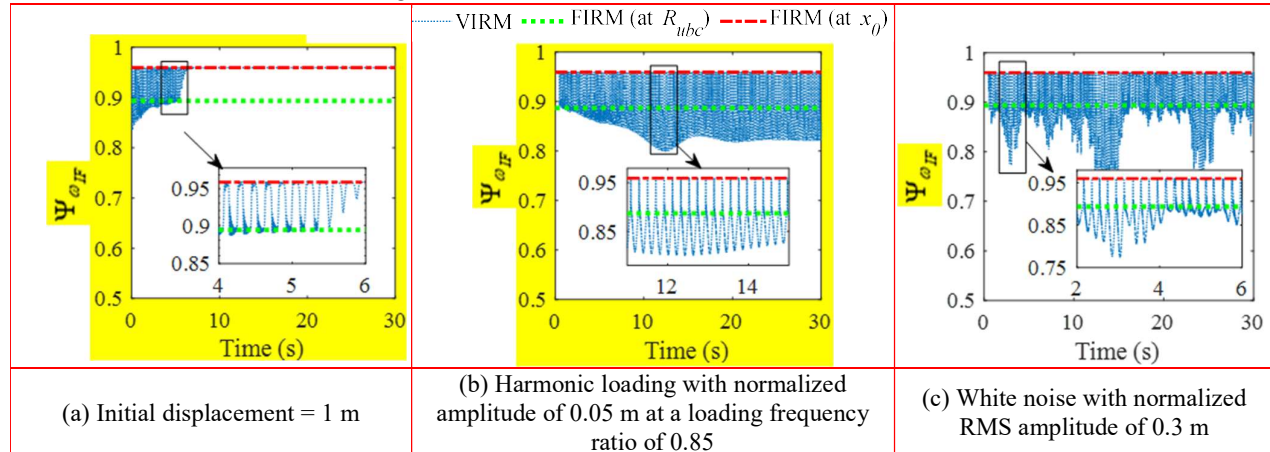 VIRM FIRM (at R_ubc) FIRM (at x_0)
1
0.9
0.8
0.7
0.6
0.5
Ψ_ω_IF
0.95
0.9
0.85
4 5 6
0 10 20 30
Time (s)
1
0.9
0.8
0.7
0.6
0.5
Ψ_ω_IF
0.95
0.85
12 14
0 10 20 30
Time (s)
1
0.9
0.8
0.7
0.6
0.5
Ψ_ω_IF
0.95
0.85
0.75
2 4 6
0 10 20 30
Time (s)
(a) Initial displacement = 1 m
(b) Harmonic loading with normalized
amplitude of 0.05 m at a loading frequency
ratio of 0.85
(c) White noise with normalized
RMS amplitude of 0.3 m